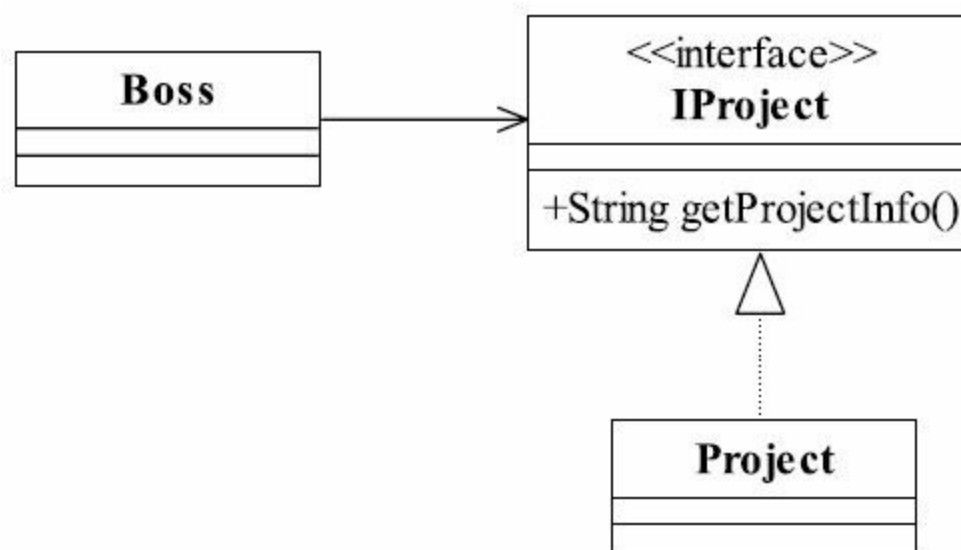 Boss
<<interface>>
IProject
+String getProjectInfo()
Project